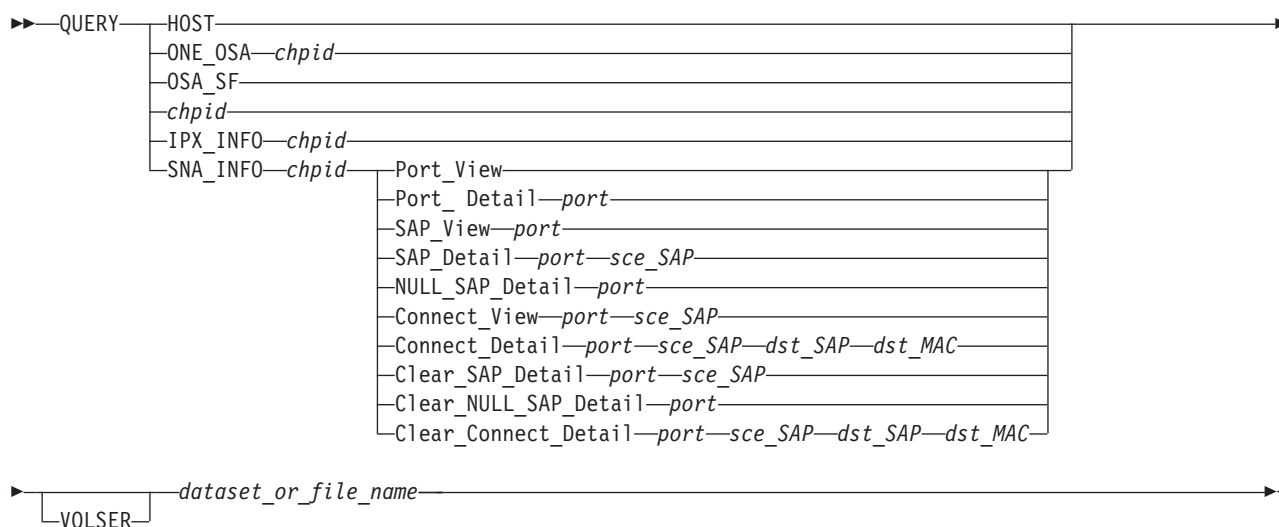 QUERY HOST
ONE_OSA chpid
OSA_SF
chpid
IPX_INFO chpid
SNA_INFO chpid Port_View
Port_ Detail port
SAP_View port
SAP_Detail port sce_SAP
NULL_SAP_Detail port
Connect_View port sce_SAP
Connect_Detail port sce_SAP dst_SAP dst_MAC
Clear_SAP_Detail port sce_SAP
Clear_NULL_SAP_Detail port
Clear_Connect_Detail port sce_SAP dst_SAP dst_MAC
dataset_or_file_name
VOLSER